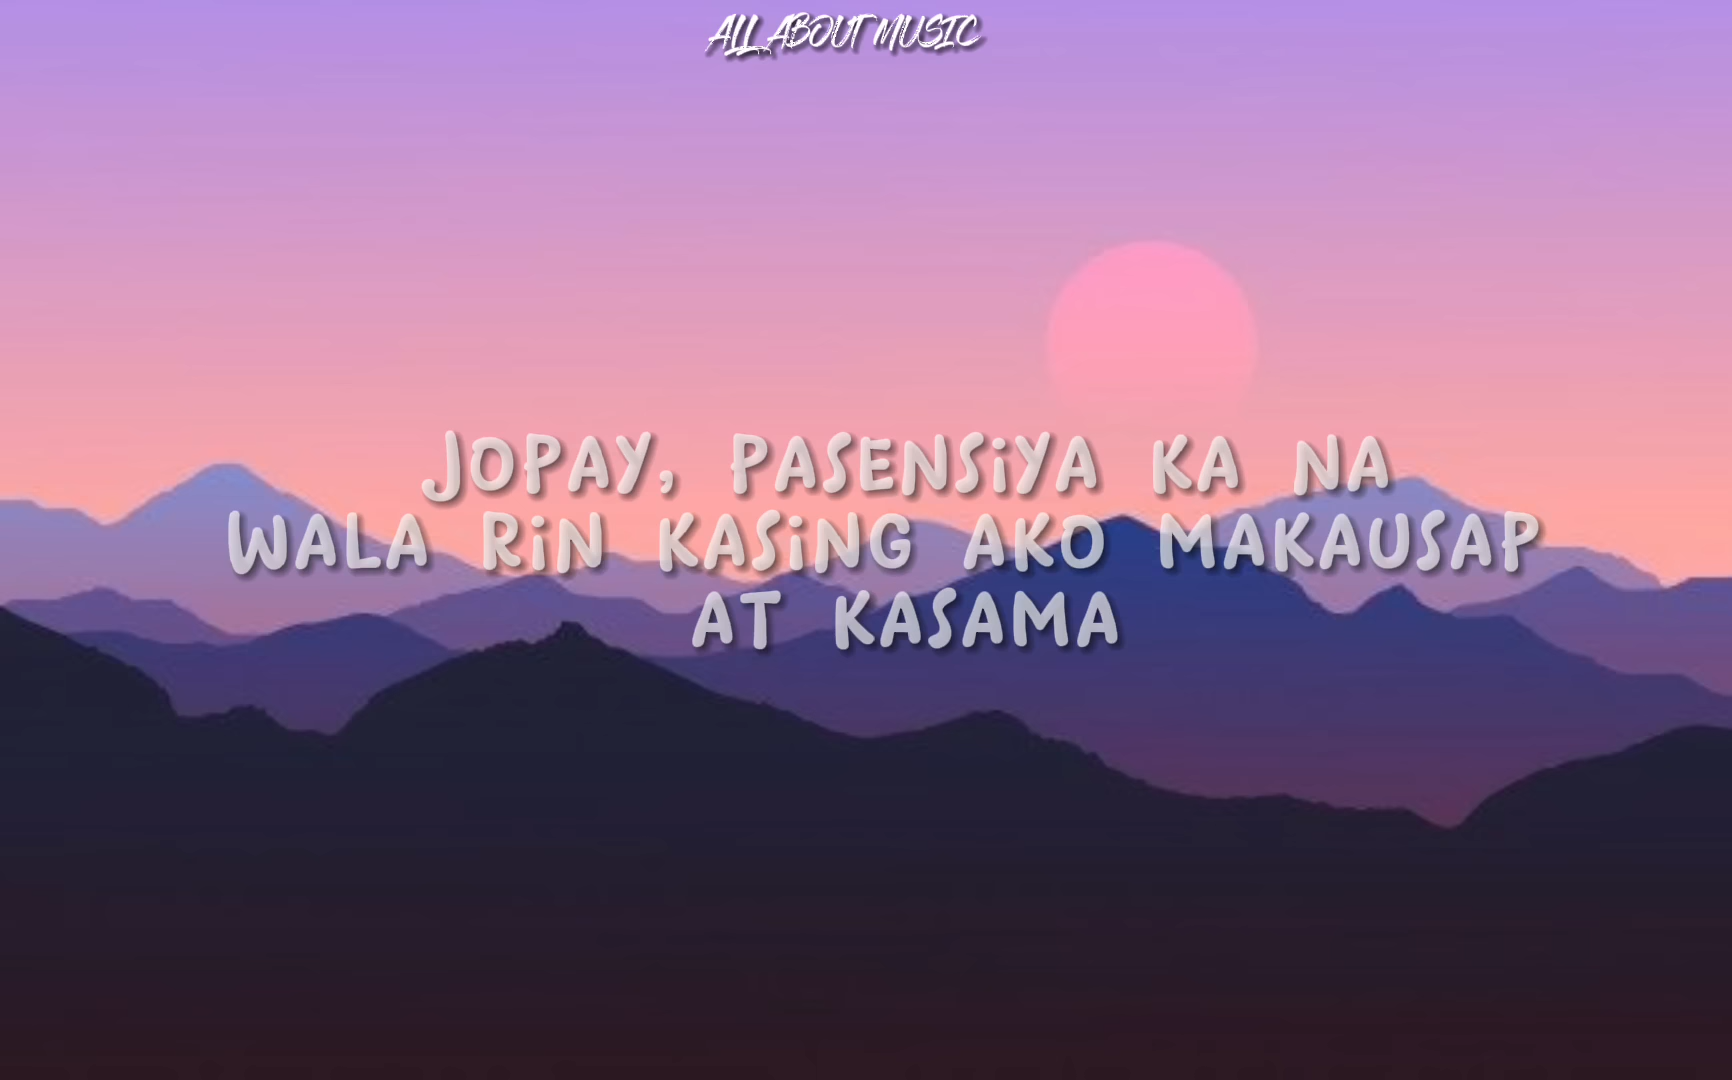 ALL ABOUT MUSIC
JOPAY, PASENSiYA KA NA
WALA RiN KASiNG AKO MAKAUSAP
AT KASAMA